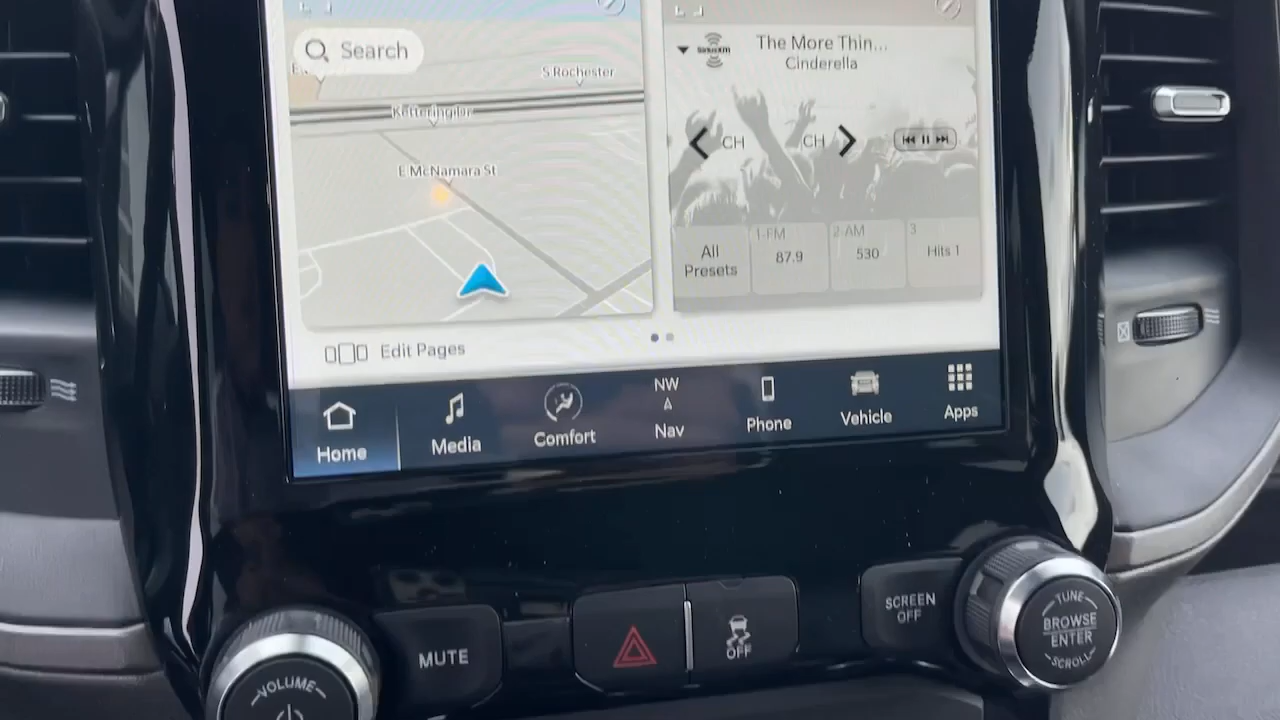 Search
S Rochester
Ketteringdr
E McNamara St
SiriusXM
The More Thin...
Cinderella
CH
CH
All
Presets
1-FM
87.9
2-AM
530
3
Hits 1
Edit Pages
Home
Media
Comfort
NW
Nav
Phone
Vehicle
Apps
VOLUME
MUTE
OFF
SCREEN
OFF
TUNE
BROWSE
ENTER
SCROLL